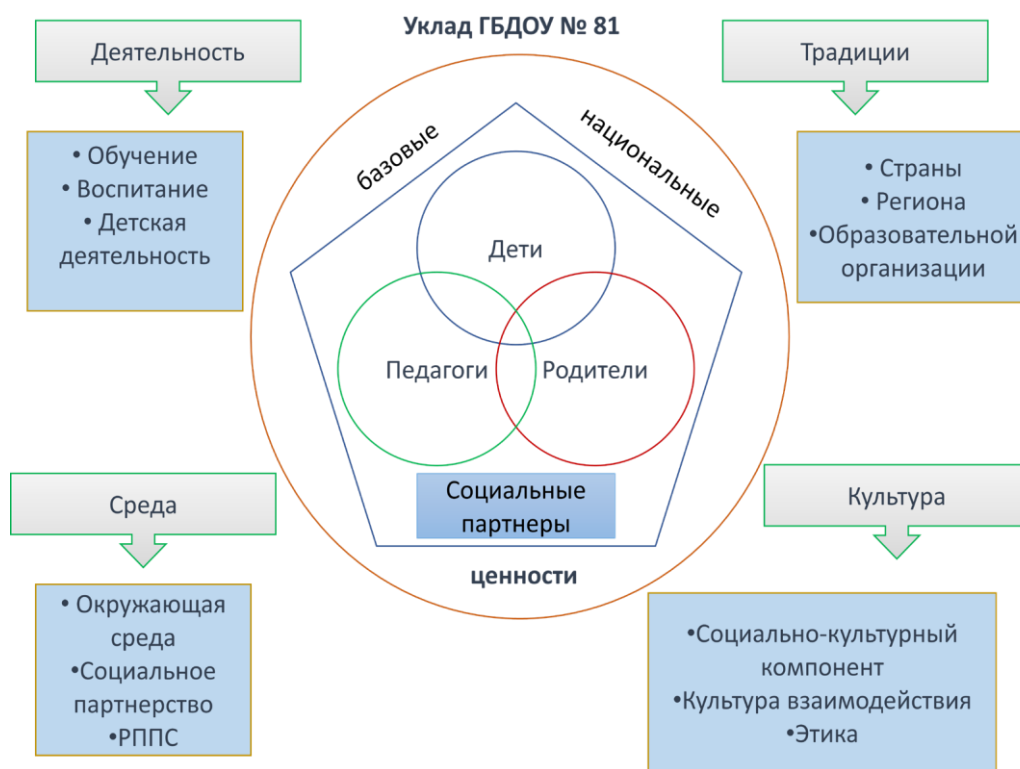 Уклад ГБДОУ № 81
Деятельность
• Обучение
• Воспитание
• Детская
деятельность
Традиции
• Страны
• Региона
•Образовательной
организации
базовые
национальные
Дети
Педагоги
Родители
Социальные
партнеры
ценности
Среда
• Окружающая
среда
•Социальное
партнерство
•РППС
Культура
•Социально-культурный
компонент
•Культура взаимодействия
•Этика